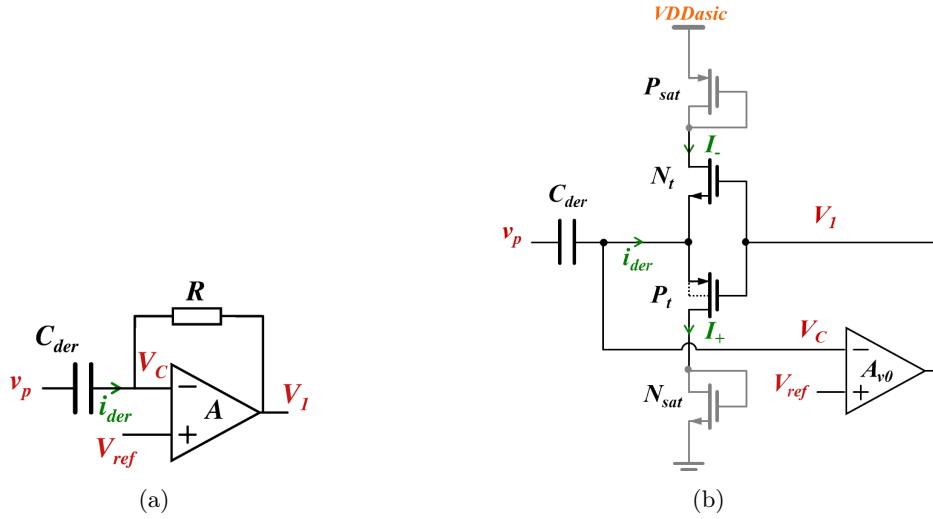 VDDasic
P_sat
I_-
N_t
C_der
V_1
v_p
i_der
P_t
R
I_+
V_C
C_der
V_C
−
A_v0
V_ref
+
v_p
−
A
V_1
i_der
N_sat
V_ref
+
(a)
(b)